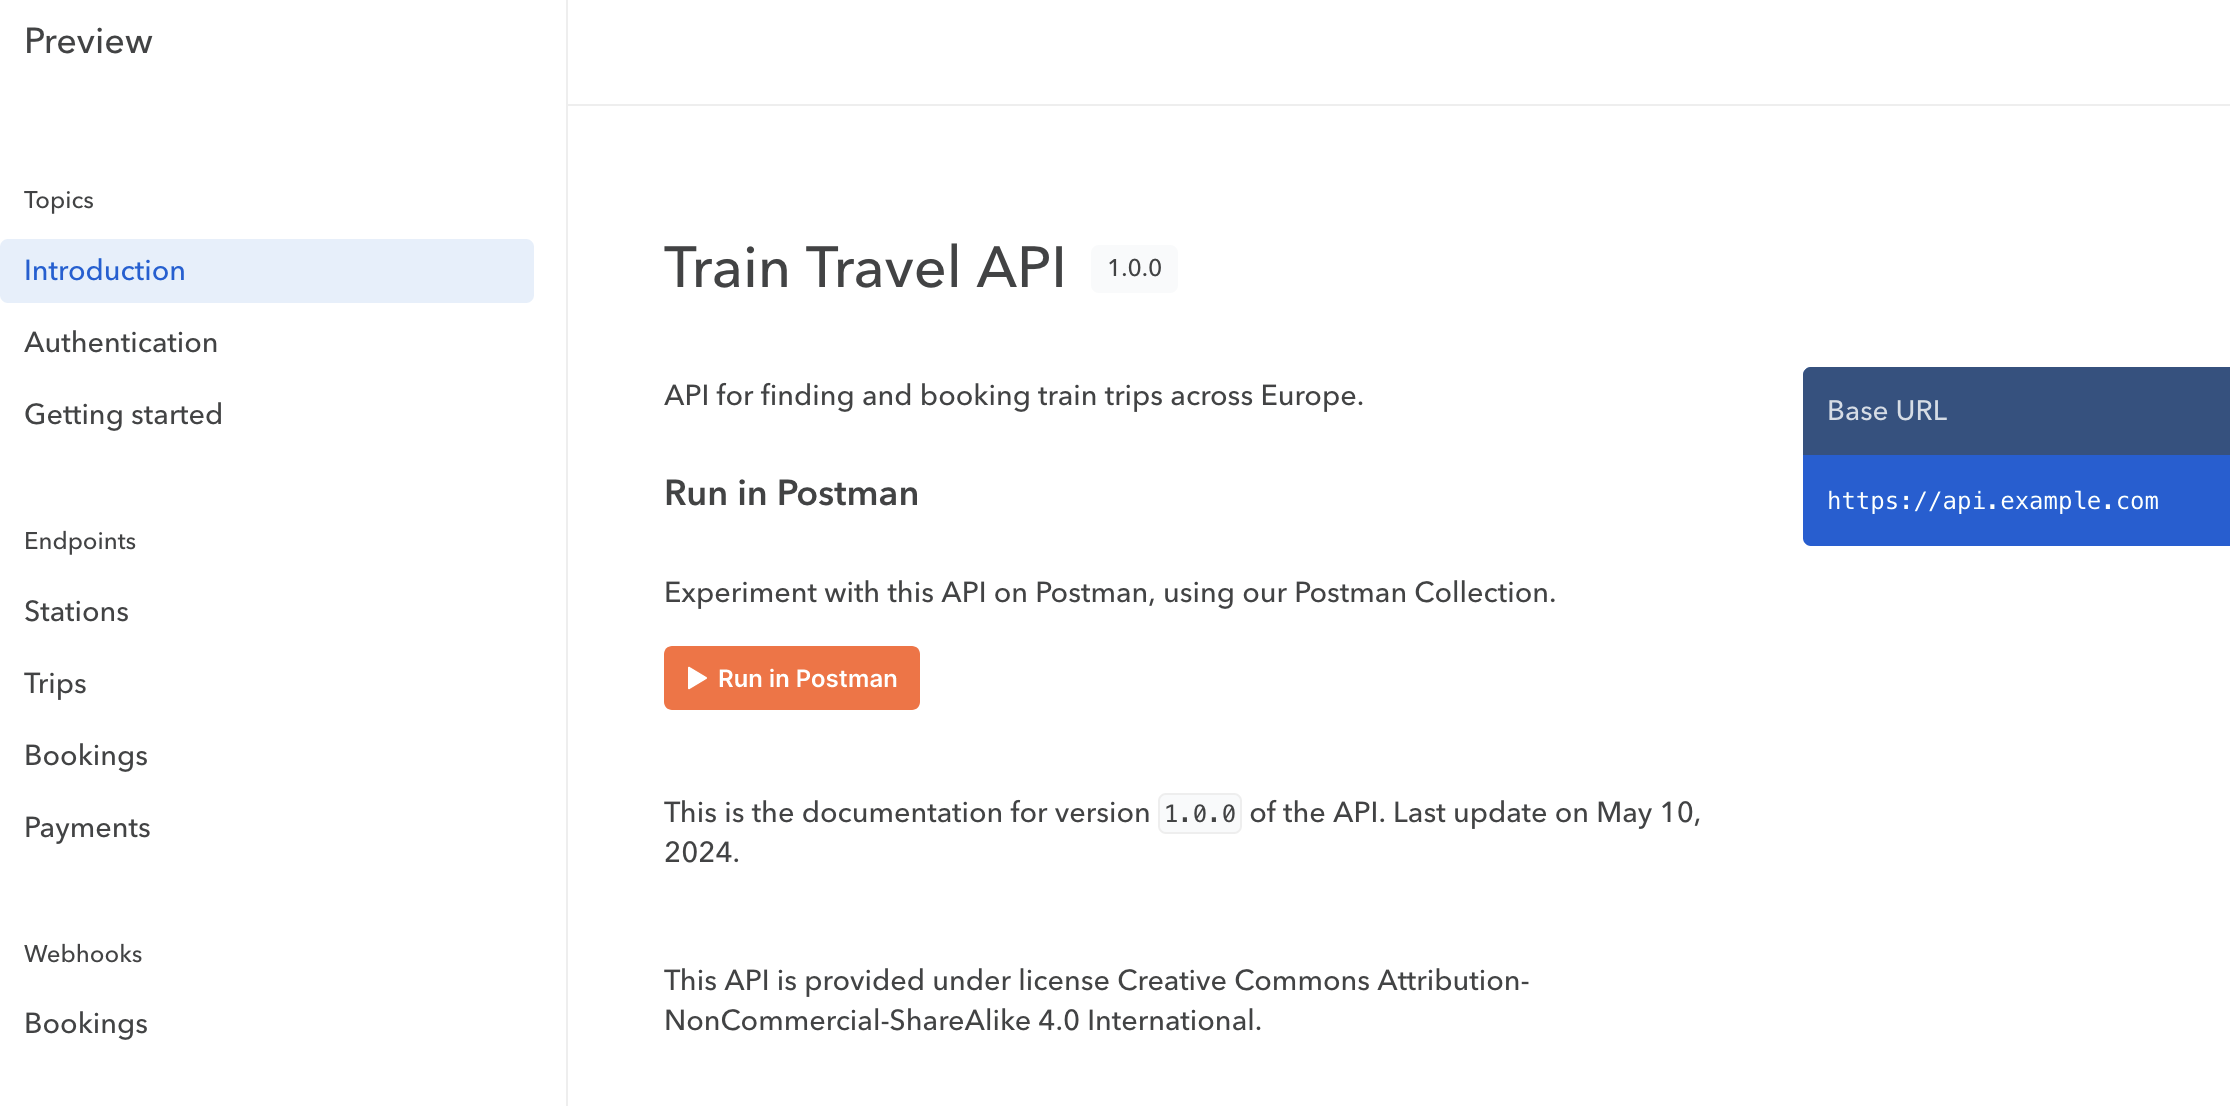 Preview
Topics
Introduction
Authentication
Getting started
Endpoints
Stations
Trips
Bookings
Payments
Webhooks
Bookings
Train Travel API 1.0.0
API for finding and booking train trips across Europe.
Run in Postman
Experiment with this API on Postman, using our Postman Collection.
Run in Postman
This is the documentation for version 1.0.0 of the API. Last update on May 10,
2024.
This API is provided under license Creative Commons Attribution-
NonCommercial-ShareAlike 4.0 International.
Base URL
https://api.example.com